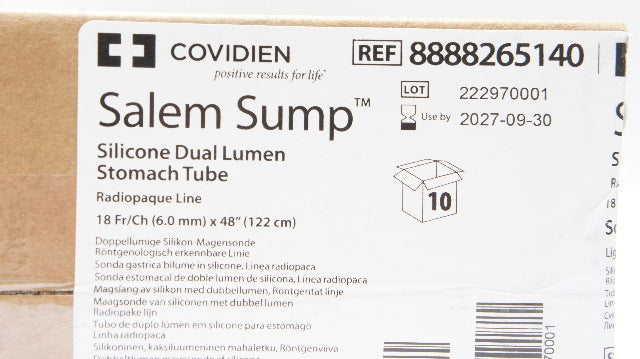 COVIDIEN
positive results for life®
REF 8888265140
LOT 222970001
Use by 2027-09-30
Salem Sump™
Silicone Dual Lumen
Stomach Tube
Radiopaque Line
18 Fr/Ch (6.0 mm) x 48" (122 cm)
10
Doppellumige Silikon-Magensonde
Röntgenologisch erkennbare Linie
Sonda gastrica bilume in silicone, Linea radiopaca
Sonda estomacal de doble lumen de silicona, Línea radiopaca
Magslang av silikon med dubbellumen, Röntgentät linje
Maagsonde van siliconen met dubbel lumen
Radiopake lijn
Tubo de duplo lúmen em silicone para estômago
Linha radiopaca
Silikoninen, kaksiluumeninen mahaletku, Röntgenviiva